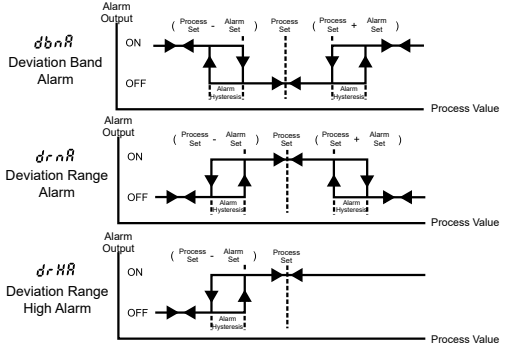 Alarm
Output
( Process Set - Alarm Set ) Process Set ( Process Set + Alarm Set )
dbnA
ON
Deviation Band
Alarm
OFF
Alarm Hysteresis Alarm Hysteresis
Process Value
Alarm
Output
( Process Set - Alarm Set ) Process Set ( Process Set + Alarm Set )
drnA
ON
Deviation Range
Alarm
OFF
Alarm Hysteresis Alarm Hysteresis
Process Value
Alarm
Output
( Process Set - Alarm Set ) Process Set
drHA
ON
Deviation Range
High Alarm
OFF
Alarm Hysteresis
Process Value